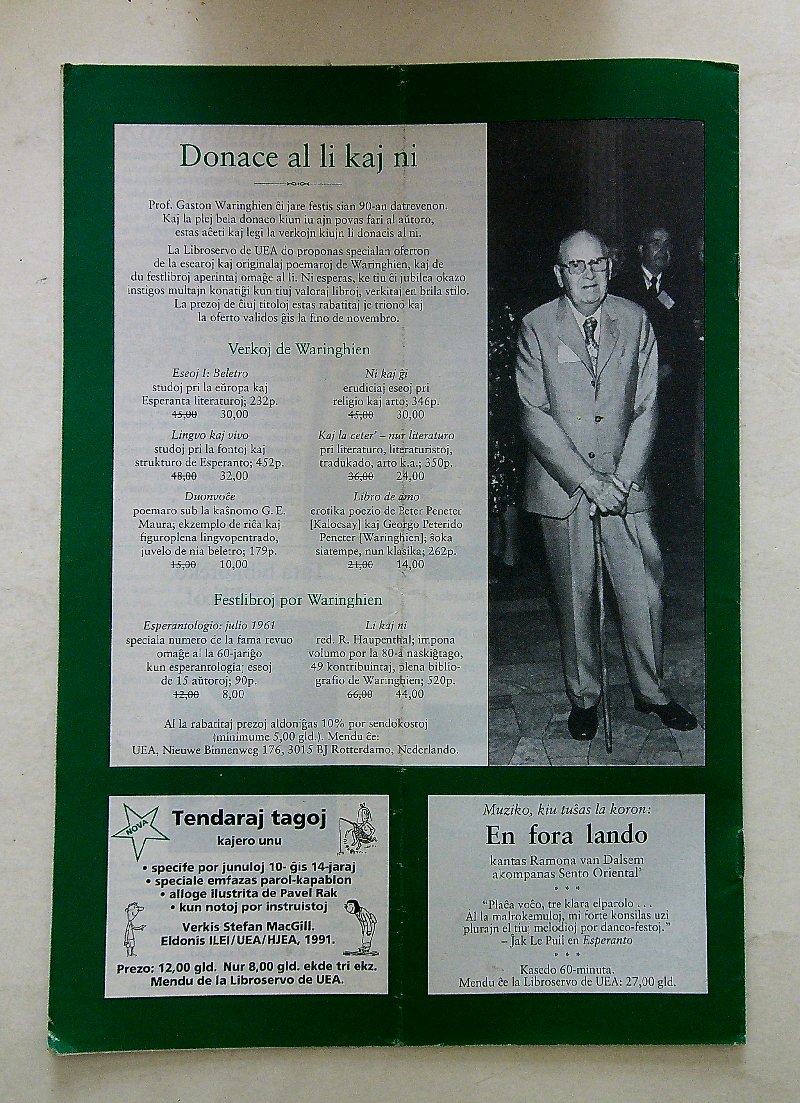 Donace al li kaj ni
Prof. Gaston Waringhien ĉi jare festis sian 90-an datrevenon.
Kaj la plej bela donaco kiun iu ajn povas fari al aŭtoro,
estas aĉeti kaj legi la verkojn kiujn li donacis al ni.
La Libroservo de UEA do proponas specialan oferton
de la esearoj kaj originalaj poemaroj de Waringhien, kaj de
du festlibroj aperintaj omaĝe al li. Ni esperas, ke tiu ĉi jubilea okazo
instigos multajn konatiĝi kun tiuj valoraj libroj, verkitaj en brila stilo.
La prezoj de ĉiuj titoloj estas rabatitaj je triono kaj
la oferto validos ĝis la fino de novembro.
Verkoj de Waringhien
Eseoj I: Beletro
studoj pri la eŭropa kaj
Esperanta literaturoj; 232p.
45,00 30,00
Ni kaj ĝi
erudiciaj eseoj pri
religio kaj arto; 346p.
45,00 30,00
Lingvo kaj vivo
studoj pri la fontoj kaj
strukturo de Esperanto; 452p.
48,00 32,00
Kaj la ceter' – nur literaturo
pri literaturo, literaturistoj,
tradukado, arto k.a.; 350p.
36,00 24,00
Duonvoĉe
poemaro sub la kaŝnomo G. E.
Maura; ekzemplo de riĉa kaj
figuroplena lingvopentrado,
juvelo de nia beletro; 179p.
15,00 10,00
Libro de amo
erotika poezio de Peter Peneter
[Kalocsay] kaj Georgo Peterido
Peneter [Waringhien]; ŝoka
siatempe, nun klasika; 262p.
21,00 14,00
Festlibroj por Waringhien
Esperantologio: julio 1961
speciala numero de la fama revuo
omaĝe al la 60-jariĝo
kun esperantologiaj eseoj
de 15 aŭtoroj; 90p.
12,00 8,00
Li kaj ni
red. R. Haupenthal; impona
volumo por la 80-a naskiĝtago,
49 kontribuintaj, plena biblio-
grafio de Waringhien; 520p.
66,00 44,00
Al la rabatitaj prezoj aldoniĝas 10% por sendokostoj
(minimume 5,00 gld.). Mendu ĉe:
UEA, Nieuwe Binnenweg 176, 3015 BJ Rotterdamo, Nederlando.
NOVA
Tendaraj tagoj
kajero unu
• specife por junuloj 10- ĝis 14-jaraj
• speciale emfazas parol-kapablon
• alloge ilustrita de Pavel Rak
• kun notoj por instruistoj
Verkis Stefan MacGill.
Eldonis ILEI/UEA/HJEA, 1991.
Prezo: 12,00 gld. Nur 8,00 gld. ekde tri ekz.
Mendu de la Libroservo de UEA.
Muziko, kiu tuŝas la koron:
En fora lando
kantas Ramona van Dalsem
akompanas Sento Oriental'
* * *
"Plaĉa voĉo, tre klara elparolo . . .
Al la malrokemuloj, mi forte konsilas uzi
plurajn el tiuj melodioj por danco-festoj."
– Jak Le Puil en Esperanto
* * *
Kasedo 60-minuta.
Mendu ĉe la Libroservo de UEA: 27,00 gld.